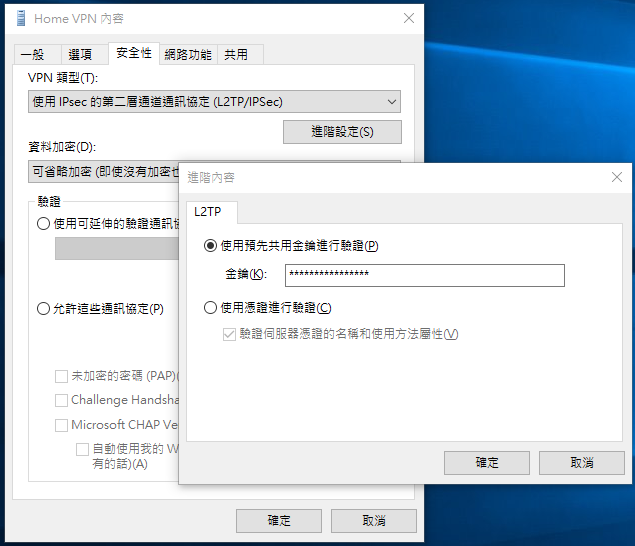 Home VPN 內容
一般
選項
安全性
網路功能
共用
VPN 類型(T):
使用 IPsec 的第二層通道通訊協定 (L2TP/IPSec)
進階設定(S)
資料加密(D):
可省略加密 (即使沒有加密也
驗證
使用可延伸的驗證通訊協
允許這些通訊協定(P)
未加密的密碼 (PAP)(
Challenge Handsha
Microsoft CHAP Ve
自動使用我的 W
有的話)(A)
確定
取消
進階內容
L2TP
使用預先共用金鑰進行驗證(P)
金鑰(K):
****************
使用憑證進行驗證(C)
驗證伺服器憑證的名稱和使用方法屬性(V)
確定
取消